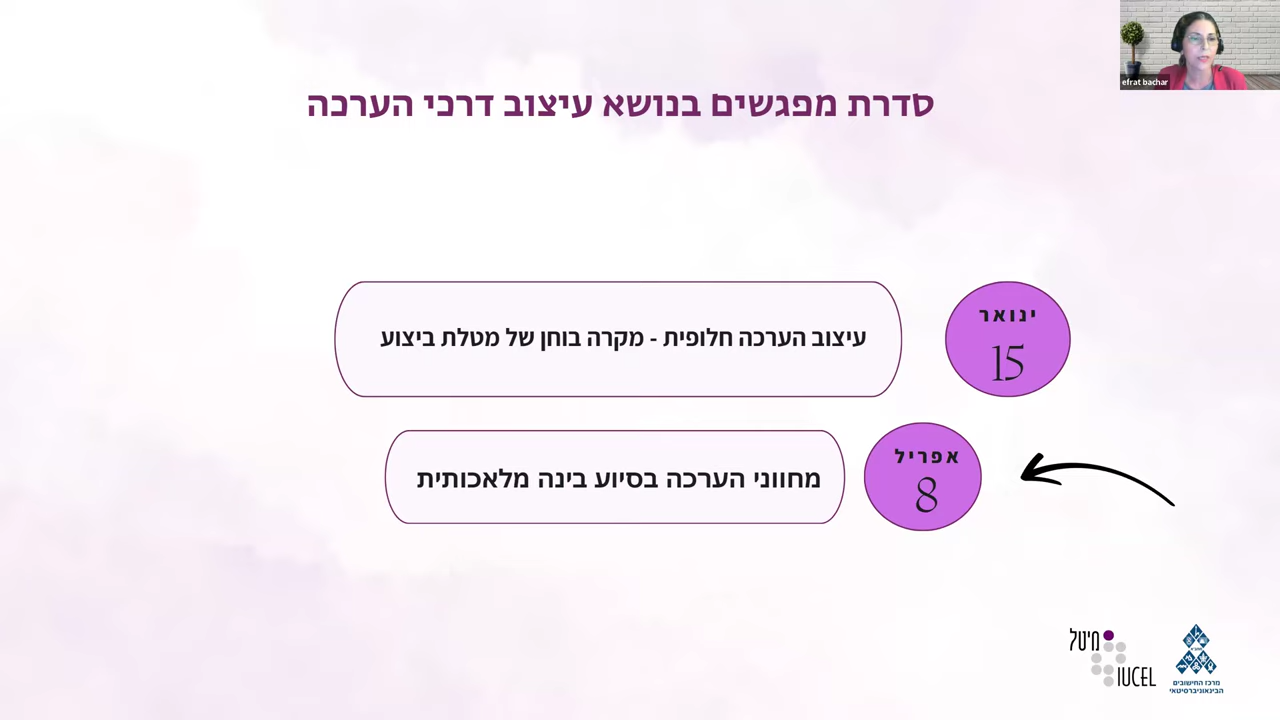 efrat bachar
סדרת מפגשים בנושא עיצוב דרכי הערכה
ינואר
15
עיצוב הערכה חלופית - מקרה בוחן של מטלת ביצוע
אפריל
8
מחווני הערכה בסיוע בינה מלאכותית
מיטל
IUCEL
מרכז החישובים
הבינאוניברסיטאי